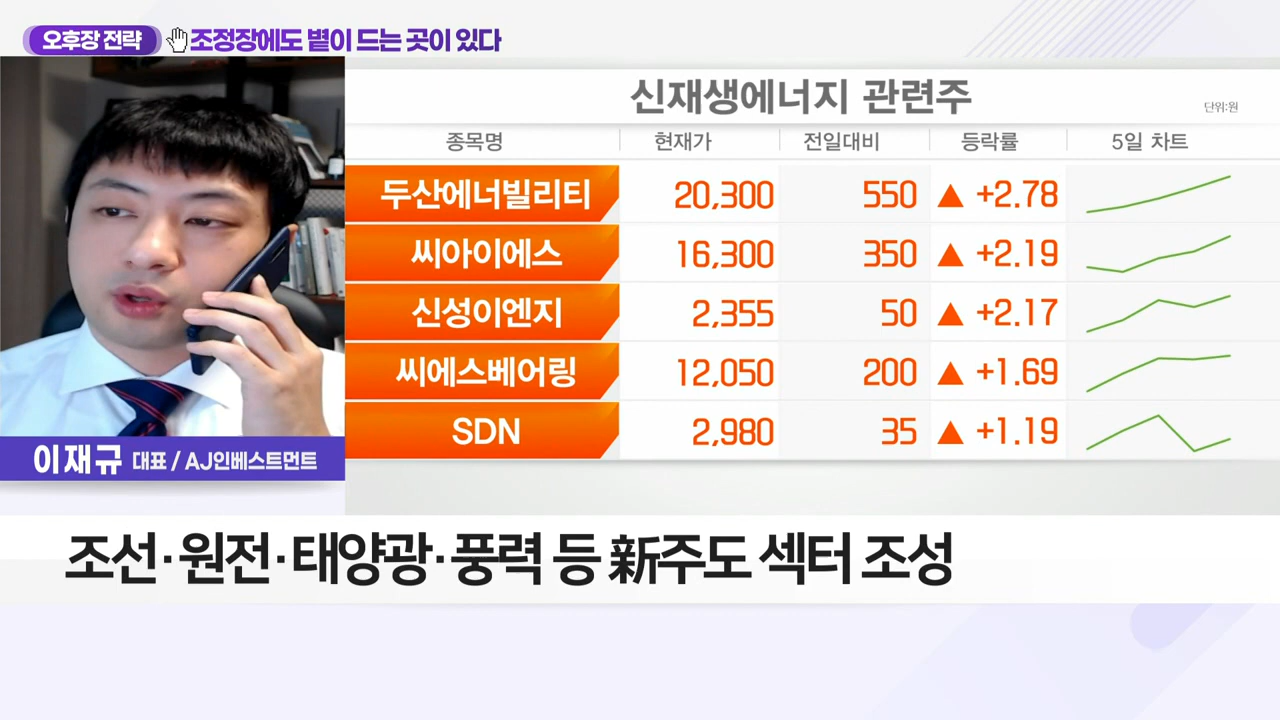 오후장 전략 조정장에도 볕이 드는 곳이 있다
신재생에너지 관련주
단위:원
종목명 현재가 전일대비 등락률 5일 차트
두산에너빌리티 20,300 550 ▲ +2.78
씨아이에스 16,300 350 ▲ +2.19
신성이엔지 2,355 50 ▲ +2.17
씨에스베어링 12,050 200 ▲ +1.69
SDN 2,980 35 ▲ +1.19
이재규 대표 / AJ인베스트먼트
조선·원전·태양광·풍력 등 新주도 섹터 조성